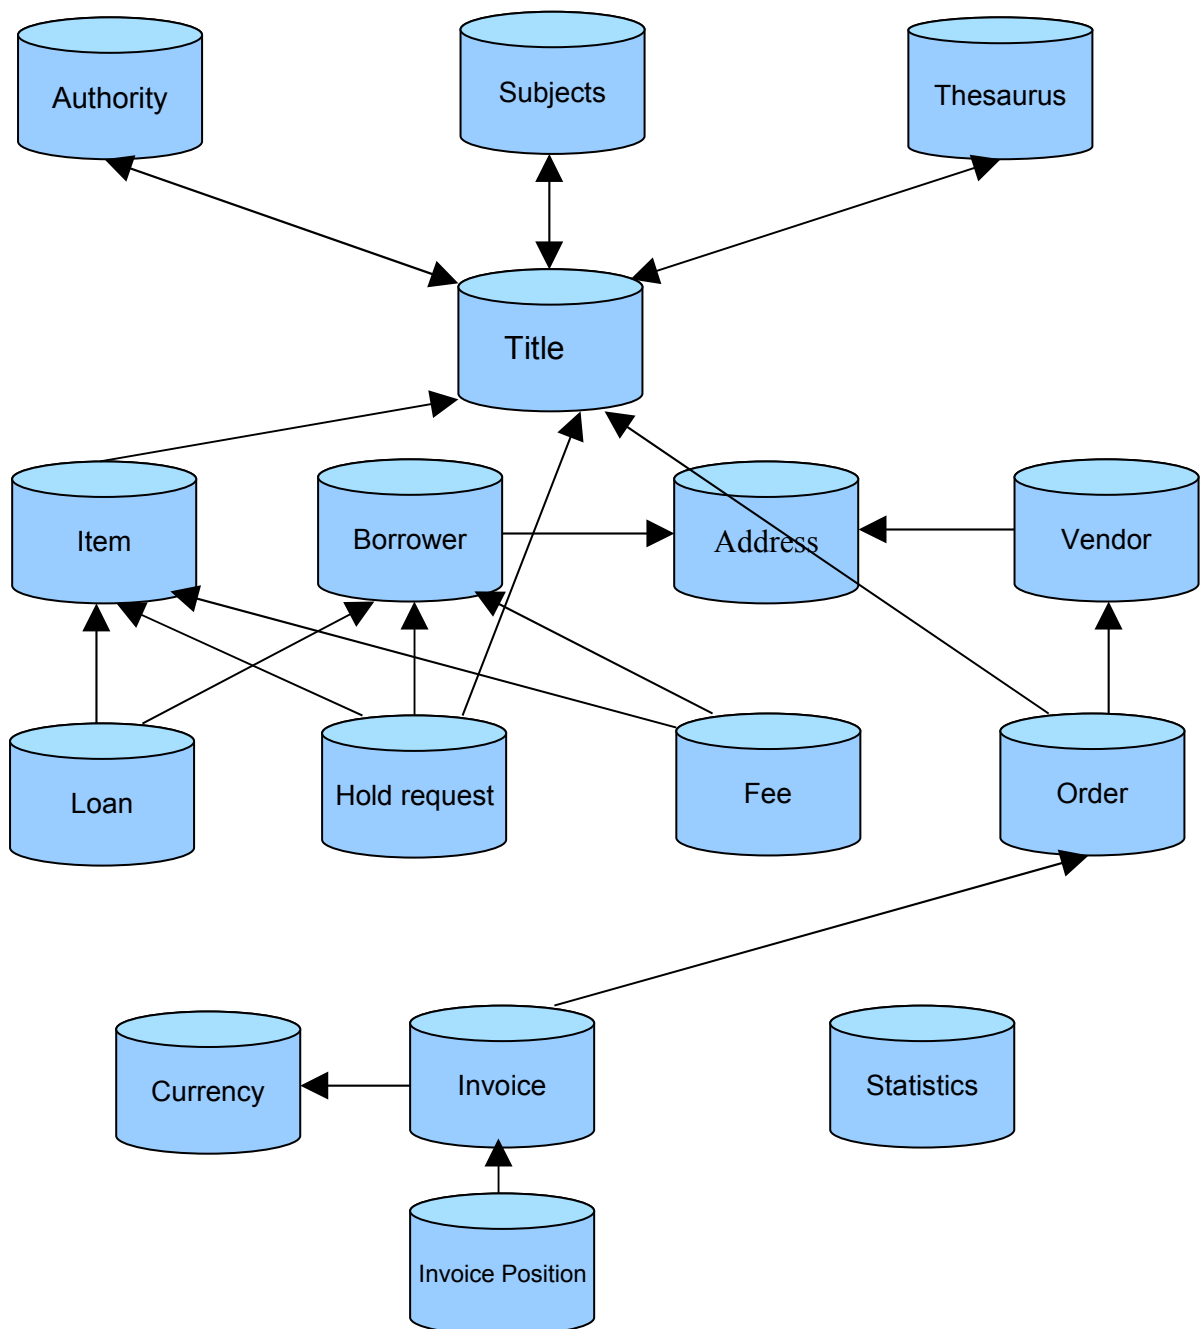 Authority
Subjects
Thesaurus
Title
Item
Borrower
Address
Vendor
Loan
Hold request
Fee
Order
Currency
Invoice
Statistics
Invoice Position